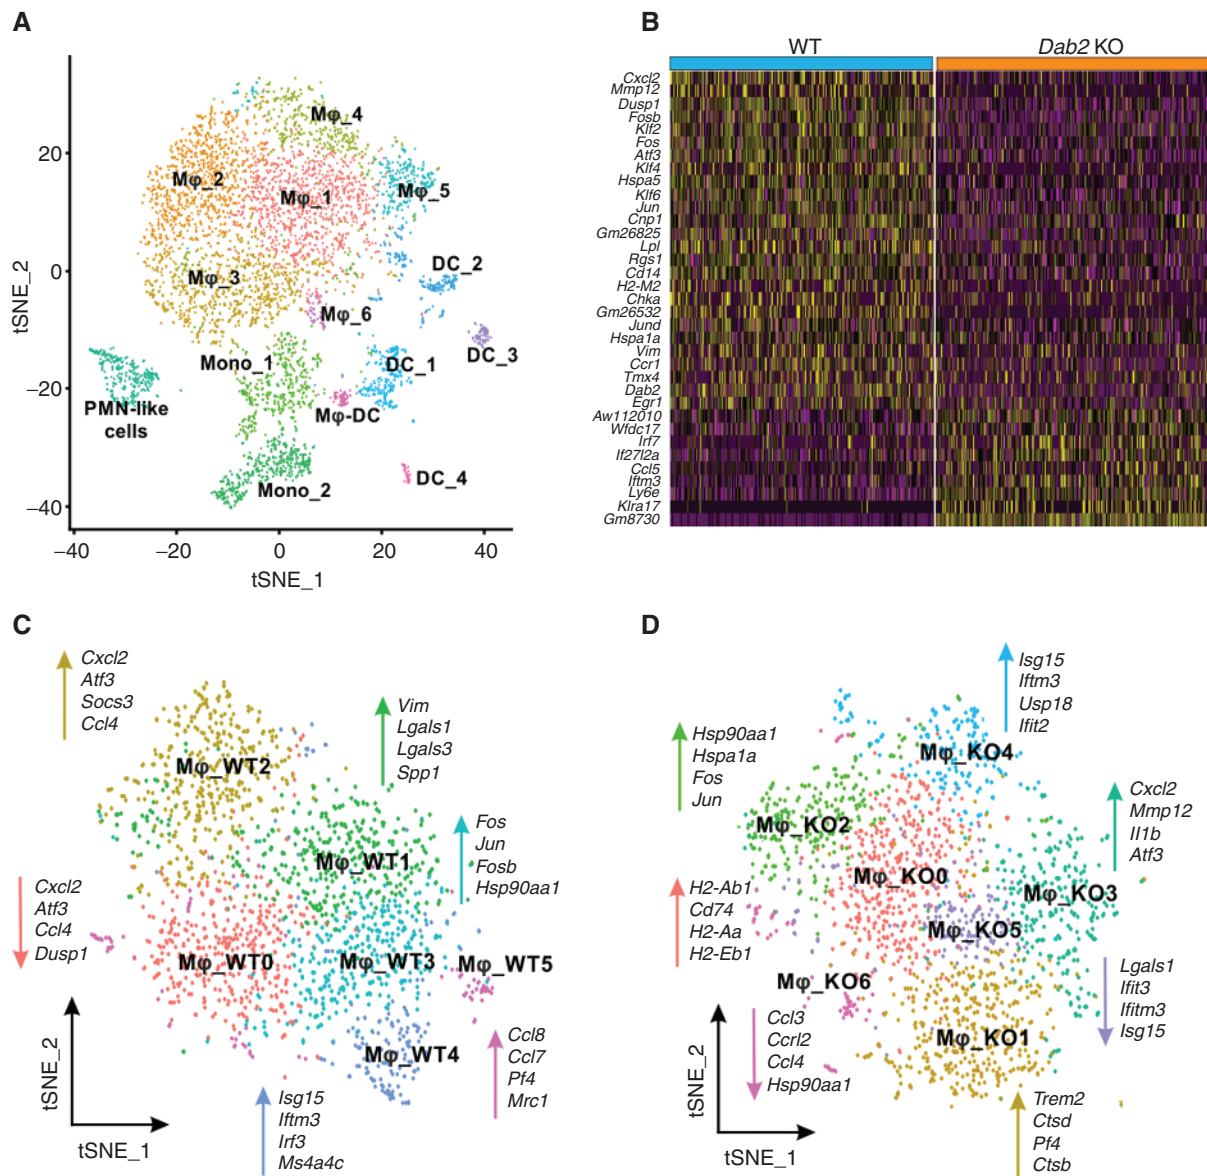 A
tSNE_2
20
0
−20
−40
−40
−20
0
20
40
tSNE_1
Mφ_4
Mφ_2
Mφ_1
Mφ_5
Mφ_3
DC_2
Mφ_6
DC_3
Mono_1
DC_1
PMN-like
cells
Mφ-DC
Mono_2
DC_4
B
WT
Dab2 KO
Cxcl2
Mmp12
Dusp1
Fosb
Klf2
Fos
Atf3
Klf4
Hspa5
Klf6
Jun
Cnp1
Gm26825
Lpl
Rgs1
Cd14
H2-M2
Chka
Gm26532
Jund
Hspa1a
Vim
Ccr1
Tmx4
Dab2
Egr1
Aw112010
Wfdc17
Irf7
If27l2a
Ccl5
Iftm3
Ly6e
Klra17
Gm8730
C
Cxcl2
Atf3
Socs3
Ccl4
Vim
Lgals1
Lgals3
Spp1
Mφ_WT2
Fos
Jun
Fosb
Hsp90aa1
Mφ_WT1
Cxcl2
Atf3
Ccl4
Dusp1
Mφ_WT0
Mφ_WT3
Mφ_WT5
Mφ_WT4
Ccl8
Ccl7
Pf4
Mrc1
Isg15
Iftm3
Irf3
Ms4a4c
tSNE_2
tSNE_1
D
Isg15
Iftm3
Usp18
Ifit2
Hsp90aa1
Hspa1a
Fos
Jun
Mφ_KO4
Cxcl2
Mmp12
Il1b
Atf3
Mφ_KO2
Mφ_KO0
Mφ_KO3
H2-Ab1
Cd74
H2-Aa
H2-Eb1
Mφ_KO5
Lgals1
Ifit3
Ifitm3
Isg15
Mφ_KO6
Ccl3
Ccrl2
Ccl4
Hsp90aa1
Mφ_KO1
Trem2
Ctsd
Pf4
Ctsb
tSNE_2
tSNE_1